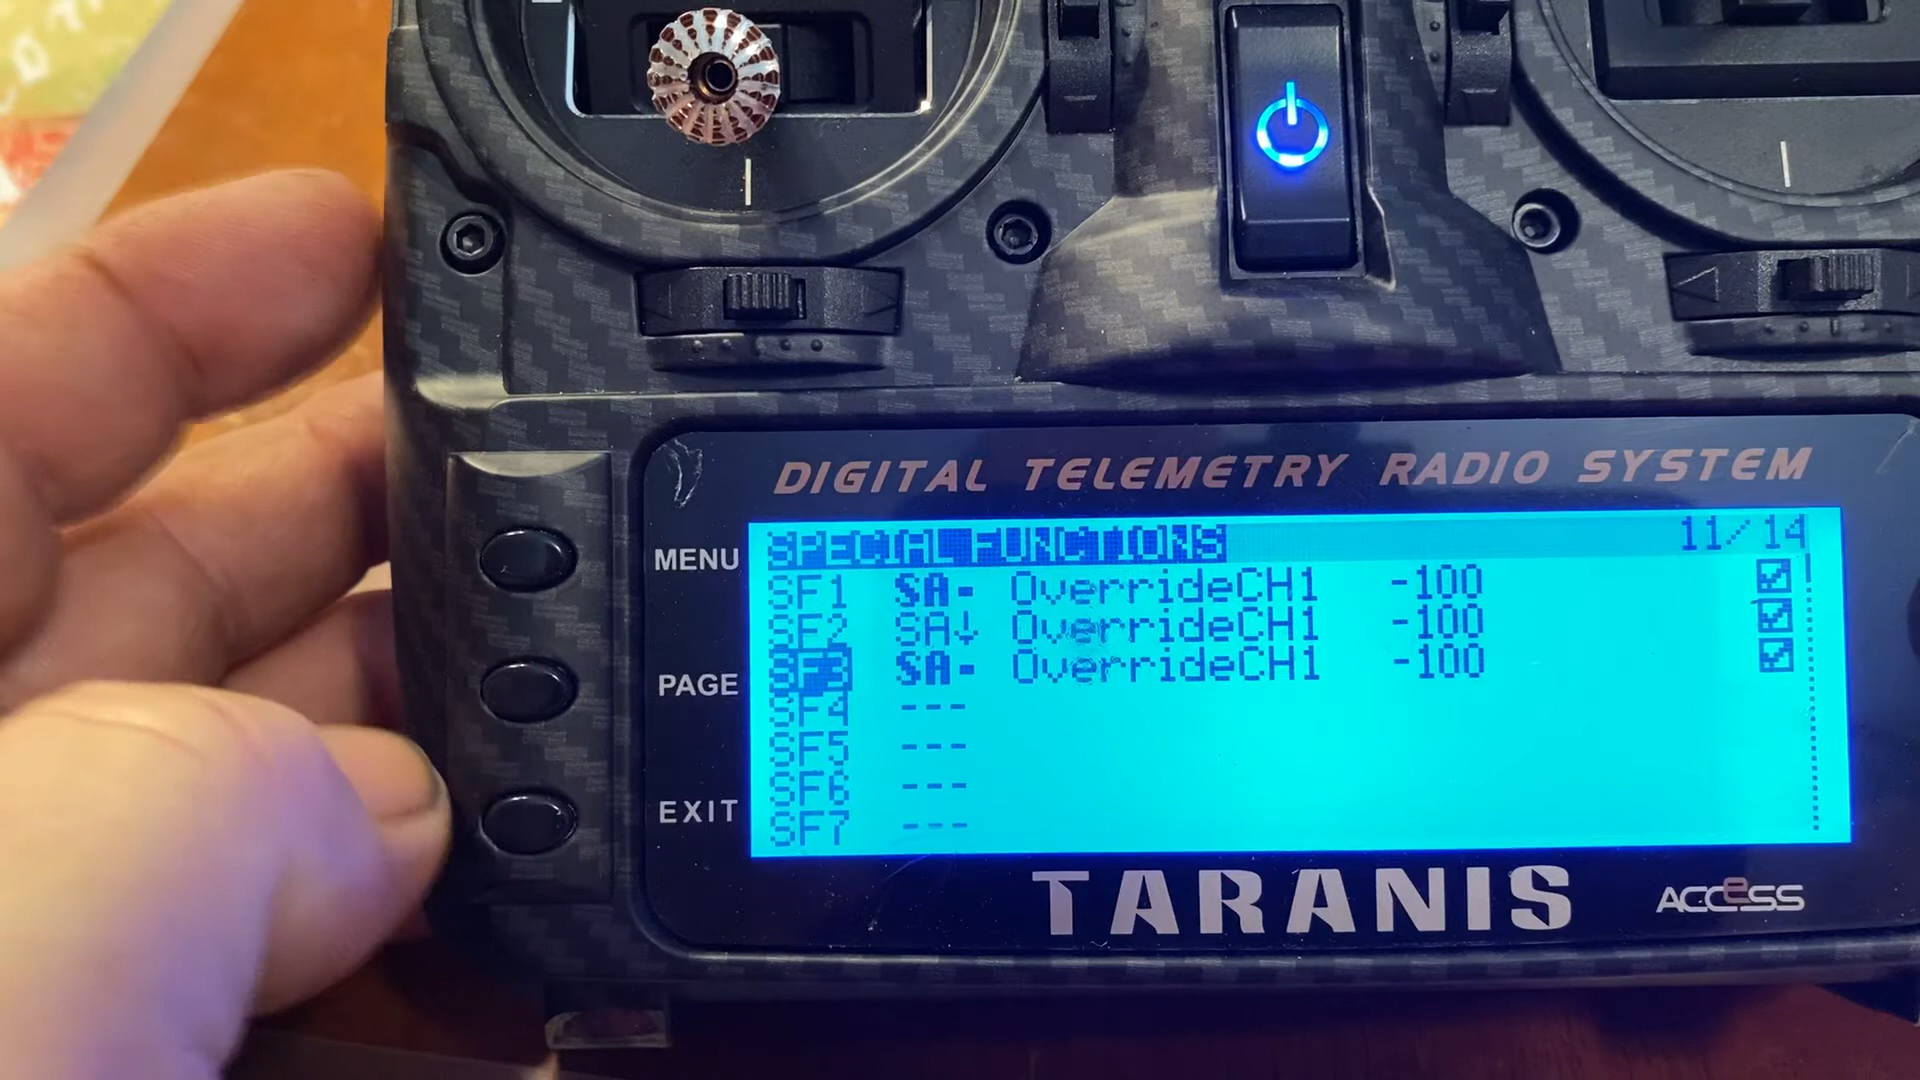 DIGITAL TELEMETRY RADIO SYSTEM
SPECIAL FUNCTIONS 11/14
SF1 SA- OverrideCH1 -100
SF2 SA↓ OverrideCH1 -100
SF3 SA- OverrideCH1 -100
SF4 ---
SF5 ---
SF6 ---
SF7 ---
MENU
PAGE
EXIT
TARANIS
ACCeSS